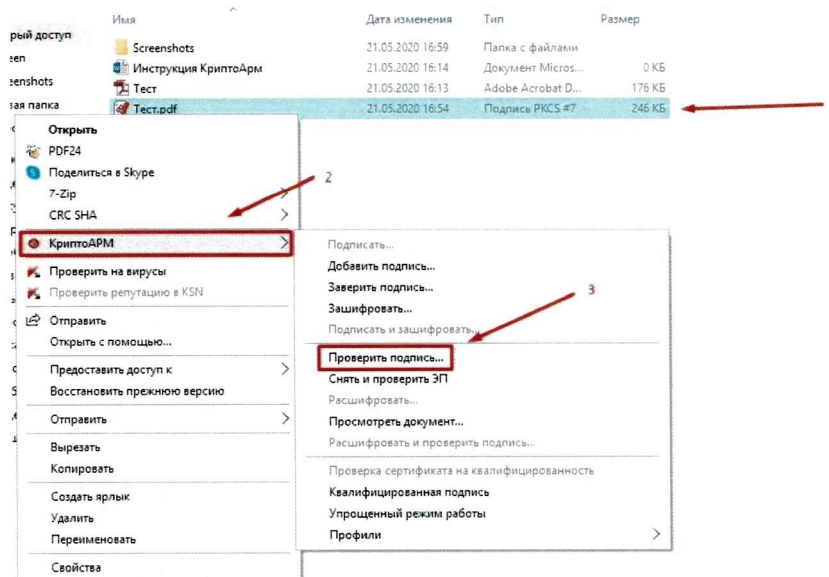 Имя Дата изменения Тип Размер
рый доступ
Screenshots 21.05.2020 16:59 Папка с файлами
Инструкция КриптоАрм 21.05.2020 16:14 Документ Micros... 0 КБ
enshots
Тест 21.05.2020 16:13 Adobe Acrobat D... 176 КБ
вая папка
Тест.pdf 21.05.2020 16:54 Подпись PKCS #7 246 КБ
Открыть
PDF24
Поделиться в Skype
2
7-Zip
CRC SHA
КриптоАРМ
Проверить на вирусы
Проверить репутацию в KSN
Отправить
Открыть с помощью...
Предоставить доступ к
Восстановить прежнюю версию
Отправить
Вырезать
Копировать
Создать ярлык
Удалить
Переименовать
Свойства
Подписать...
Добавить подпись...
Заверить подпись...
3
Зашифровать...
Подписать и зашифровать...
Проверить подпись...
Снять и проверить ЭП
Расшифровать...
Просмотреть документ...
Расшифровать и проверить подпись...
Проверка сертификата на квалифицированность
Квалифицированная подпись
Упрощенный режим работы
Профили